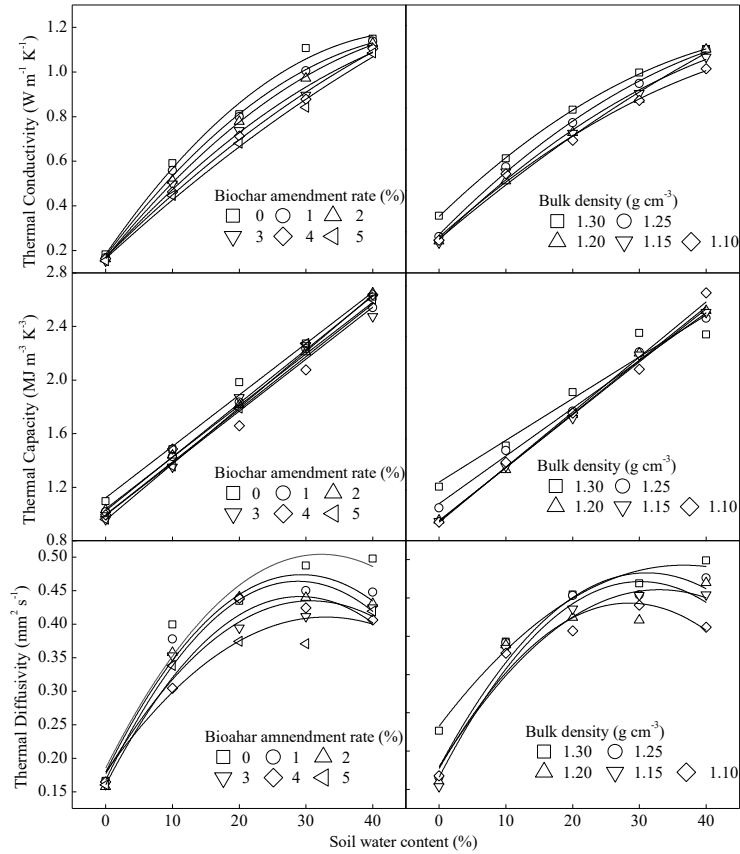 1.2
1.0
0.8
0.6
0.4
0.2
Thermal Conductivity (W m-1 K-1)
Biochar amendment rate (%)
0 1 2
3 4 5
Bulk density (g cm-3)
1.30 1.25
1.20 1.15 1.10
2.8
2.4
2.0
1.6
1.2
0.8
Thermal Capacity (MJ m-3 K-3)
Biochar amendment rate (%)
0 1 2
3 4 5
Bulk density (g cm-3)
1.30 1.25
1.20 1.15 1.10
0.50
0.45
0.40
0.35
0.30
0.25
0.20
0.15
Thermal Diffusivity (mm2 s-1)
Bioahar amnendment rate (%)
0 1 2
3 4 5
Bulk density (g cm-3)
1.30 1.25
1.20 1.15 1.10
0 10 20 30 40 0 10 20 30 40
Soil water content (%)